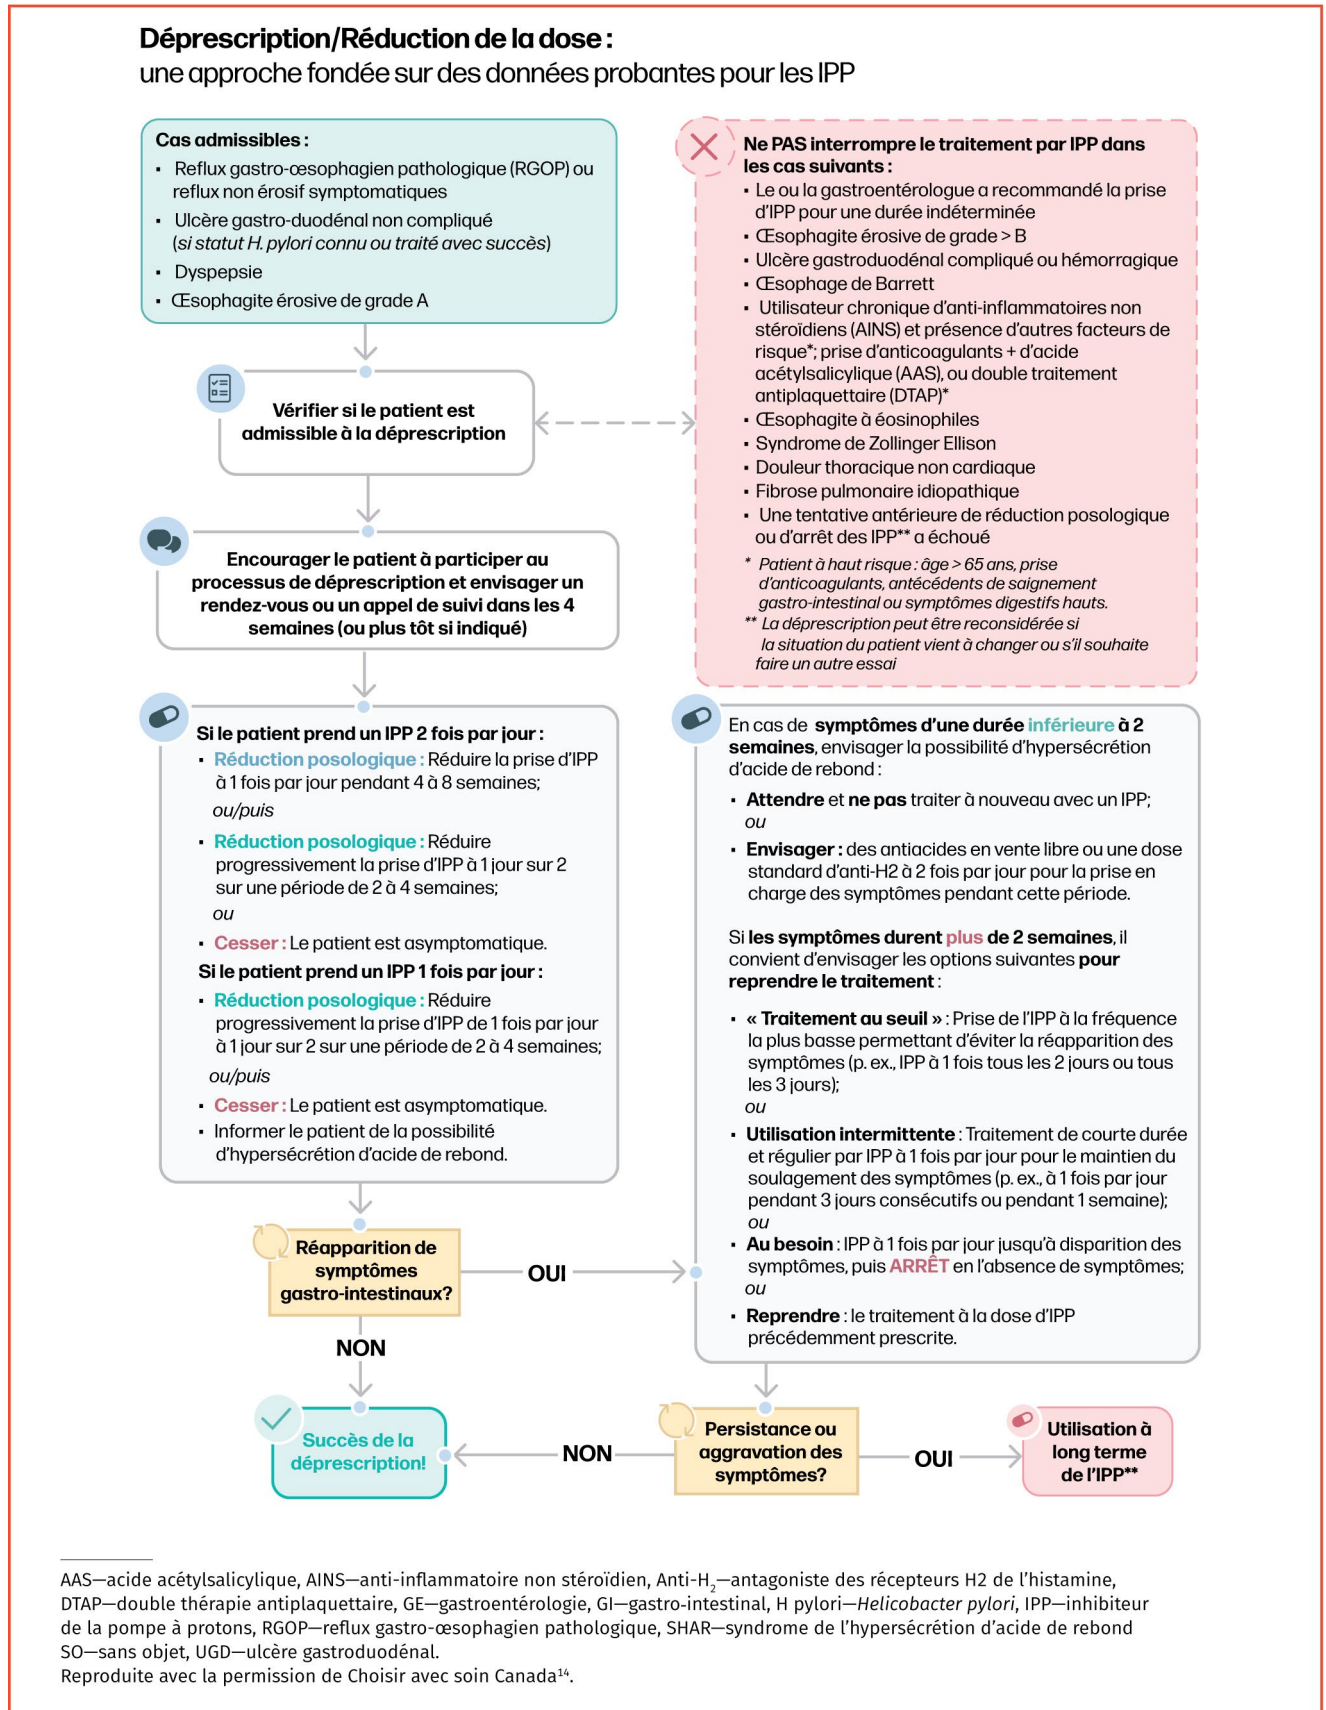 Déprescription/Réduction de la dose :
une approche fondée sur des données probantes pour les IPP
Cas admissibles :
• Reflux gastro-œsophagien pathologique (RGOP) ou
reflux non érosif symptomatiques
• Ulcère gastro-duodénal non compliqué
(si statut H. pylori connu ou traité avec succès)
• Dyspepsie
• Œsophagite érosive de grade A
Ne PAS interrompre le traitement par IPP dans
les cas suivants :
• Le ou la gastroentérologue a recommandé la prise
d'IPP pour une durée indéterminée
• Œsophagite érosive de grade > B
• Ulcère gastroduodénal compliqué ou hémorragique
• Œsophage de Barrett
• Utilisateur chronique d'anti-inflammatoires non
stéroïdiens (AINS) et présence d'autres facteurs de
risque*; prise d'anticoagulants + d'acide
acétylsalicylique (AAS), ou double traitement
antiplaquettaire (DTAP)*
• Œsophagite à éosinophiles
• Syndrome de Zollinger Ellison
• Douleur thoracique non cardiaque
• Fibrose pulmonaire idiopathique
• Une tentative antérieure de réduction posologique
ou d'arrêt des IPP** a échoué
* Patient à haut risque : âge > 65 ans, prise
d'anticoagulants, antécédents de saignement
gastro-intestinal ou symptômes digestifs hauts.
** La déprescription peut être reconsidérée si
la situation du patient vient à changer ou s'il souhaite
faire un autre essai
Vérifier si le patient est
admissible à la déprescription
Encourager le patient à participer au
processus de déprescription et envisager un
rendez-vous ou un appel de suivi dans les 4
semaines (ou plus tôt si indiqué)
Si le patient prend un IPP 2 fois par jour :
• Réduction posologique : Réduire la prise d'IPP
à 1 fois par jour pendant 4 à 8 semaines;
ou/puis
• Réduction posologique : Réduire
progressivement la prise d'IPP à 1 jour sur 2
sur une période de 2 à 4 semaines;
ou
• Cesser : Le patient est asymptomatique.
Si le patient prend un IPP 1 fois par jour :
• Réduction posologique : Réduire
progressivement la prise d'IPP de 1 fois par jour
à 1 jour sur 2 sur une période de 2 à 4 semaines;
ou/puis
• Cesser : Le patient est asymptomatique.
• Informer le patient de la possibilité
d'hypersécrétion d'acide de rebond.
En cas de symptômes d'une durée inférieure à 2
semaines, envisager la possibilité d'hypersécrétion
d'acide de rebond :
• Attendre et ne pas traiter à nouveau avec un IPP;
ou
• Envisager : des antiacides en vente libre ou une dose
standard d'anti-H2 à 2 fois par jour pour la prise en
charge des symptômes pendant cette période.
Si les symptômes durent plus de 2 semaines, il
convient d'envisager les options suivantes pour
reprendre le traitement :
• « Traitement au seuil » : Prise de l'IPP à la fréquence
la plus basse permettant d'éviter la réapparition des
symptômes (p. ex., IPP à 1 fois tous les 2 jours ou tous
les 3 jours);
ou
• Utilisation intermittente : Traitement de courte durée
et régulier par IPP à 1 fois par jour pour le maintien du
soulagement des symptômes (p. ex., à 1 fois par jour
pendant 3 jours consécutifs ou pendant 1 semaine);
ou
• Au besoin : IPP à 1 fois par jour jusqu'à disparition des
symptômes, puis ARRÊT en l'absence de symptômes;
ou
• Reprendre : le traitement à la dose d'IPP
précédemment prescrite.
Réapparition de
symptômes
gastro-intestinaux?
OUI
NON
Succès de la
déprescription!
NON
Persistance ou
aggravation des
symptômes?
OUI
Utilisation à
long terme
de l'IPP**
AAS—acide acétylsalicylique, AINS—anti-inflammatoire non stéroïdien, Anti-H2—antagoniste des récepteurs H2 de l'histamine,
DTAP—double thérapie antiplaquettaire, GE—gastroentérologie, GI—gastro-intestinal, H pylori—Helicobacter pylori, IPP—inhibiteur
de la pompe à protons, RGOP—reflux gastro-œsophagien pathologique, SHAR—syndrome de l'hypersécrétion d'acide de rebond
SO—sans objet, UGD—ulcère gastroduodénal.
Reproduite avec la permission de Choisir avec soin Canada14.